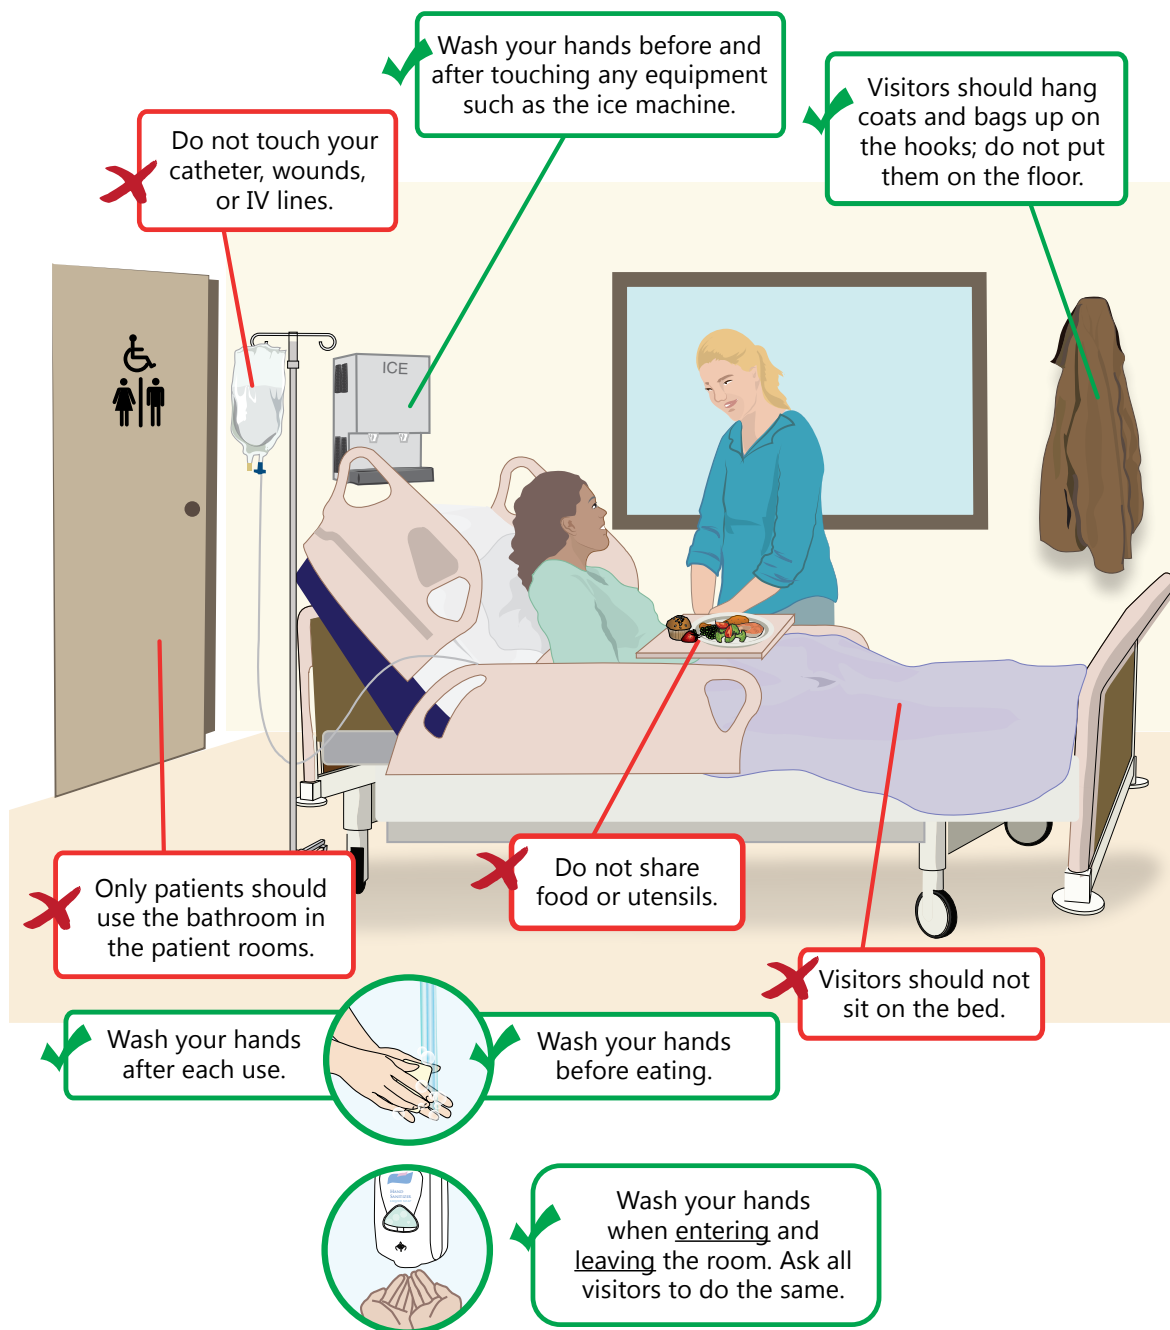 Wash your hands before and
after touching any equipment
such as the ice machine.
Visitors should hang
coats and bags up on
the hooks; do not put
them on the floor.
Do not touch your
catheter, wounds,
or IV lines.
ICE
Only patients should
use the bathroom in
the patient rooms.
Do not share
food or utensils.
Visitors should not
sit on the bed.
Wash your hands
after each use.
Wash your hands
before eating.
Wash your hands
when entering and
leaving the room. Ask all
visitors to do the same.